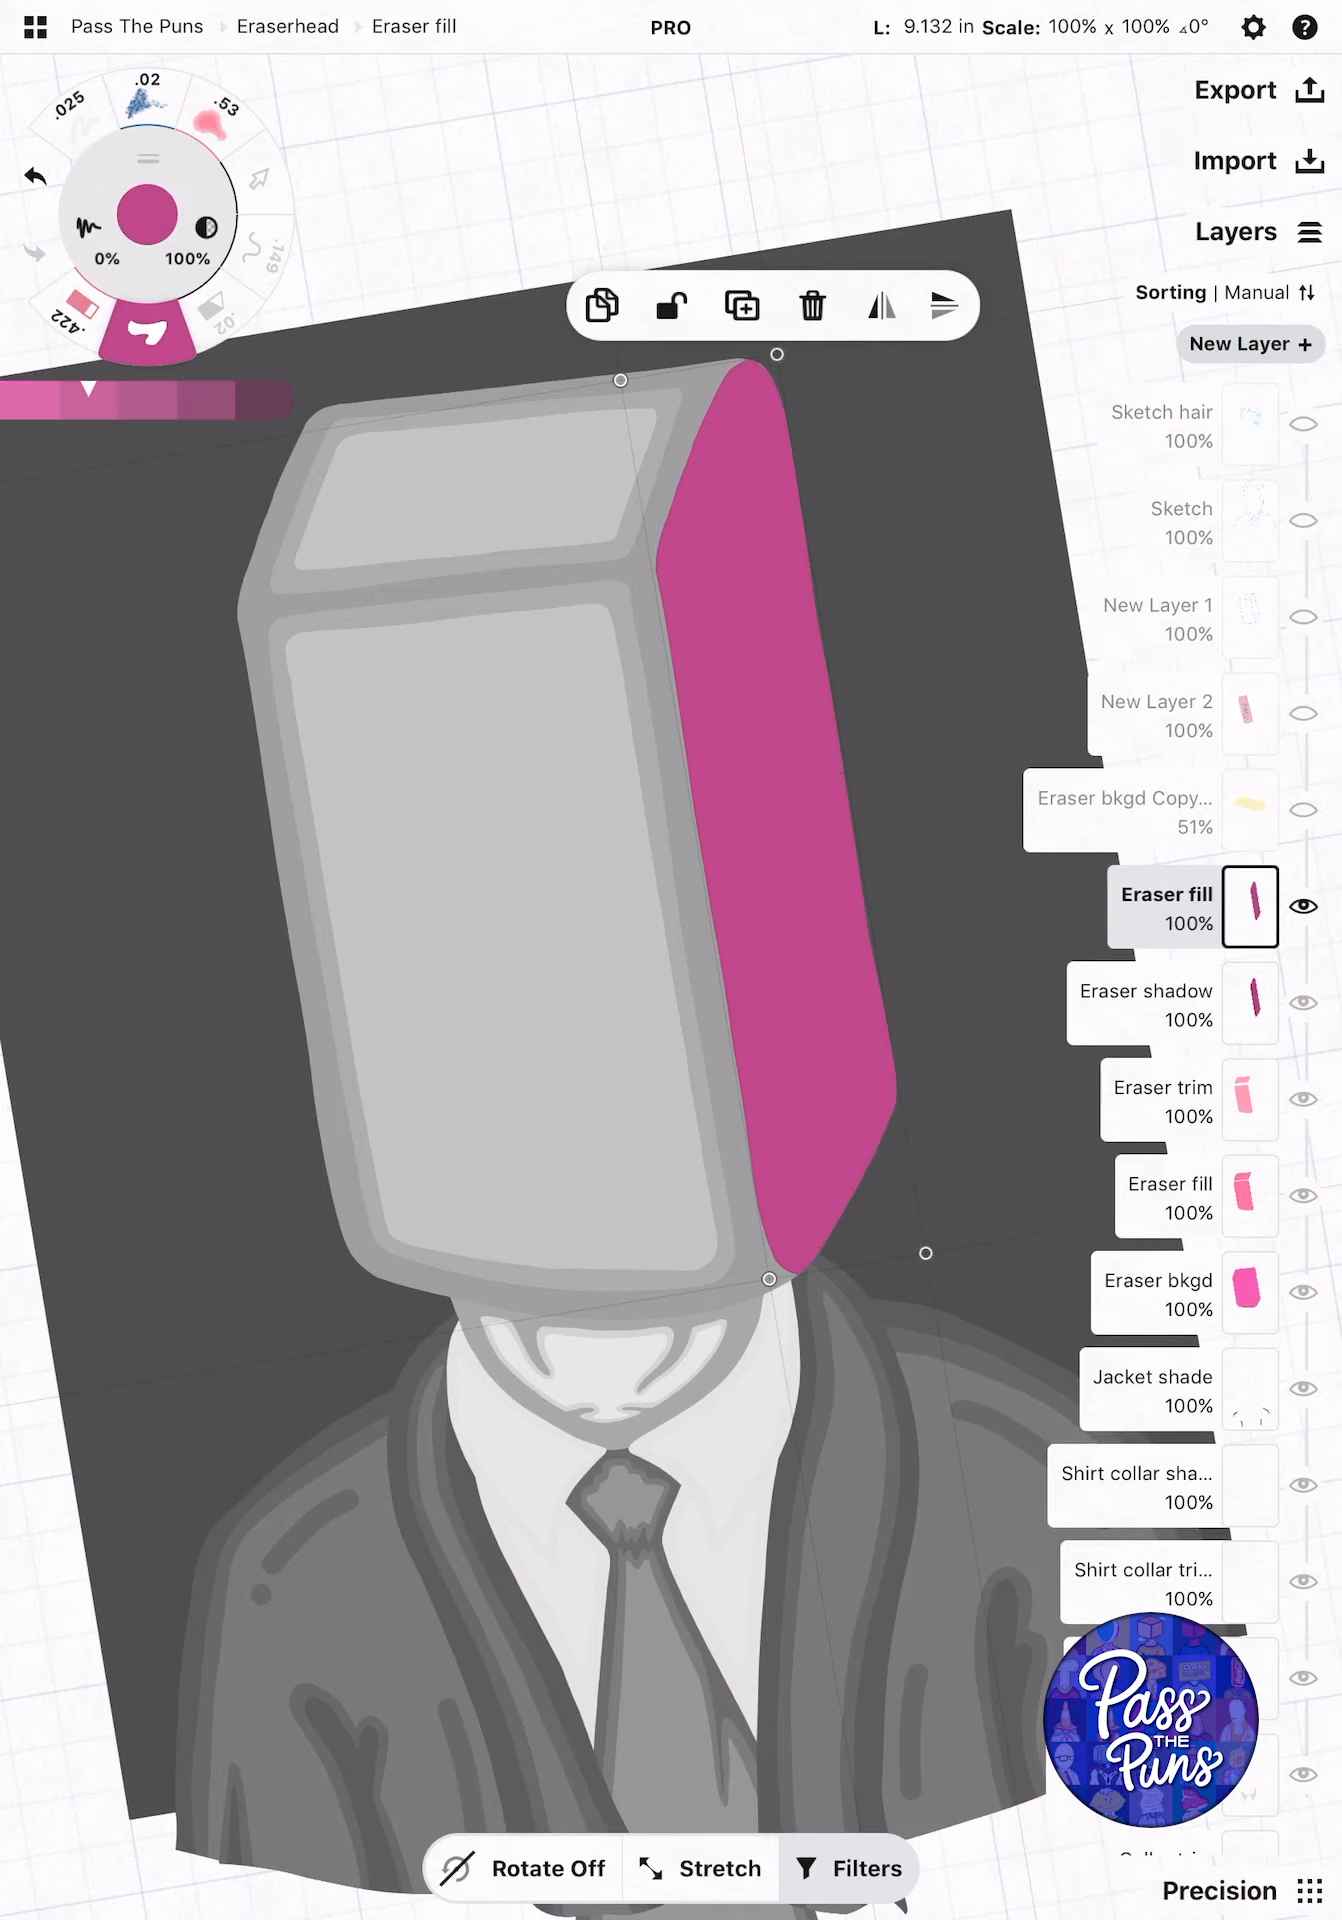 Pass The Puns Eraserhead Eraser fill PRO L: 9.132 in Scale: 100% x 100% ⊿0° ?
.025 .02 .53
0% 100%
.149
.422 .02
Export
Import
Layers
Sorting | Manual
New Layer +
Sketch hair
100%
Sketch
100%
New Layer 1
100%
New Layer 2
100%
Eraser bkgd Copy...
51%
Eraser fill
100%
Eraser shadow
100%
Eraser trim
100%
Eraser fill
100%
Eraser bkgd
100%
Jacket shade
100%
Shirt collar sha...
100%
Shirt collar tri...
100%
Pass
THE
Puns
Rotate Off Stretch Filters
Precision